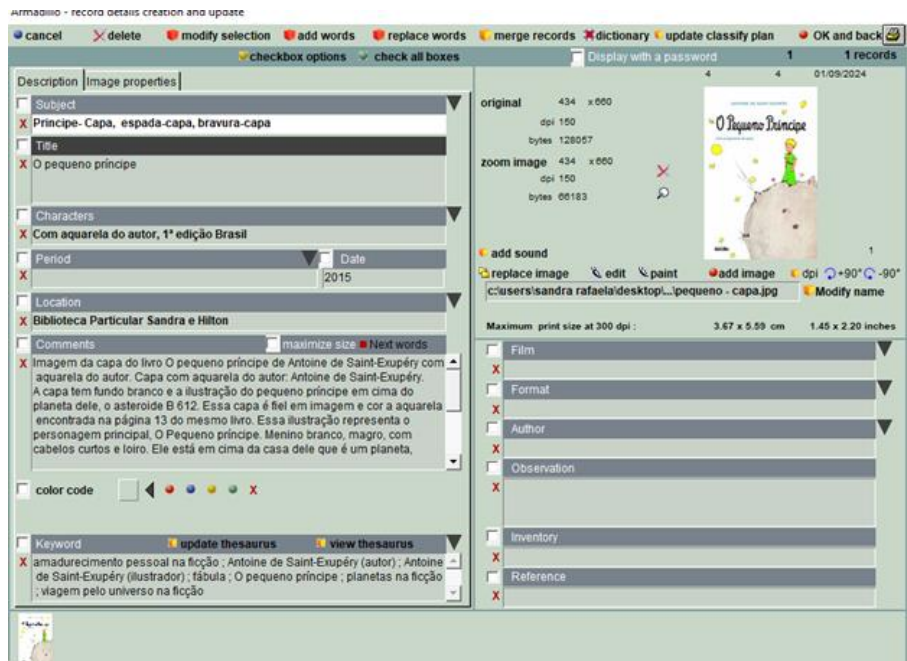 Armadillo - record details creation and update
cancel delete modify selection add words replace words merge records dictionary update classify plan OK and back
checkbox options check all boxes Display with a password 1 1 records
Description Image properties 4 4 01/09/2024
Subject
X Principe- Capa, espada-capa, bravura-capa
Title
X O pequeno príncipe
Characters
X Com aquarela do autor, 1ª edição Brasil
Period Date
X 2015
Location
X Biblioteca Particular Sandra e Hilton
Comments maximize size Next words
X Imagem da capa do livro O pequeno príncipe de Antoine de Saint-Exupéry com
aquarela do autor. Capa com aquarela do autor: Antoine de Saint-Exupéry.
A capa tem fundo branco e a ilustração do pequeno príncipe em cima do
planeta dele, o asteroide B 612. Essa capa é fiel em imagem e cor a aquarela
encontrada na página 13 do mesmo livro. Essa ilustração representa o
personagem principal, O Pequeno príncipe. Menino branco, magro, com
cabelos curtos e loiro. Ele está em cima da casa dele que é um planeta,
color code X
Keyword update thesaurus view thesaurus
X amadurecimento pessoal na ficção ; Antoine de Saint-Exupéry (autor) ; Antoine
de Saint-Exupéry (ilustrador) ; fábula ; O pequeno príncipe ; planetas na ficção
; viagem pelo universo na ficção
original 434 x 660
dpi 150
bytes 128057
zoom image 434 x 660
dpi 150
bytes 66183
O Pequeno Príncipe
add sound 1
replace image edit paint add image dpi +90° -90°
c:\users\sandra rafaela\desktop\...\pequeno - capa.jpg Modify name
Maximum print size at 300 dpi : 3.67 x 5.59 cm 1.45 x 2.20 inches
Film
X
Format
X
Author
X
Observation
X
Inventory
X
Reference
X